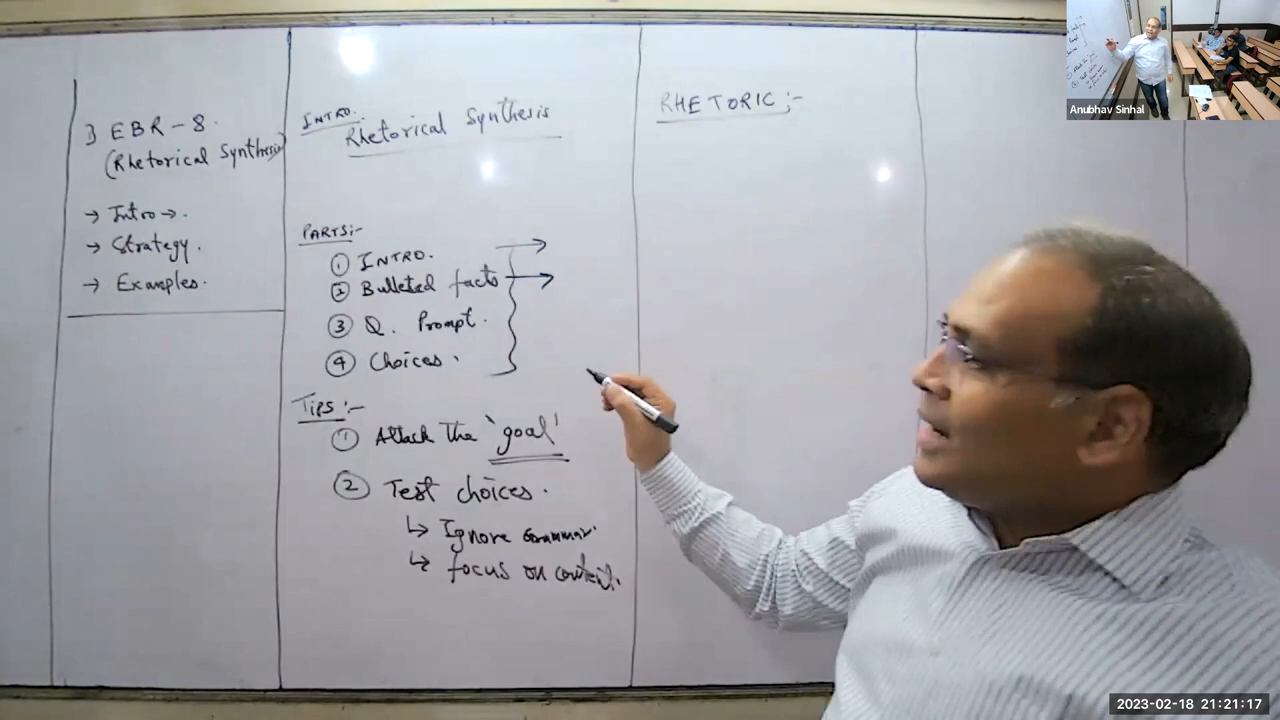 1) EBR - 8.
(Rhetorical Synthesis)
→ Intro →.
→ Strategy.
→ Examples.
INTRO.
Rhetorical Synthesis
PARTS:-
① INTRO.
② Bulleted facts
③ Q. Prompt.
④ Choices.
TIPS:-
① Attack the 'goal'
② Test choices.
↳ Ignore Grammar.
↳ focus on content.
RHETORIC:-
Anubhav Sinhal
2023-02-18 21:21:17